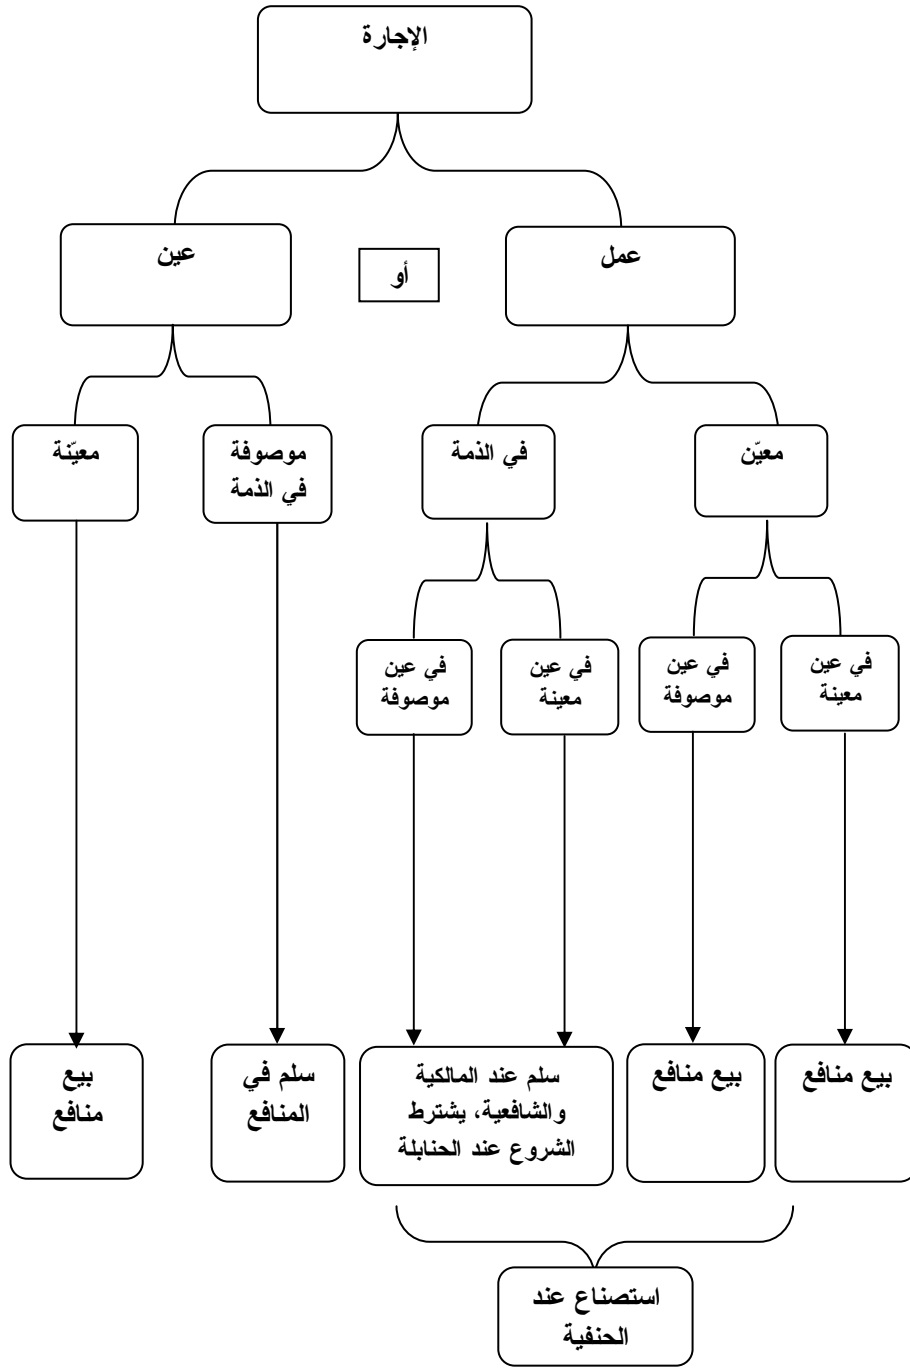 الإجارة
عمل
أو
عين
معيّن
في الذمة
موصوفة
في الذمة
معيّنة
في عين
معينة
في عين
موصوفة
في عين
معينة
في عين
موصوفة
بيع منافع
بيع منافع
سلم عند المالكية
والشافعية، يشترط
الشروع عند الحنابلة
سلم في
المنافع
بيع
منافع
استصناع عند
الحنفية